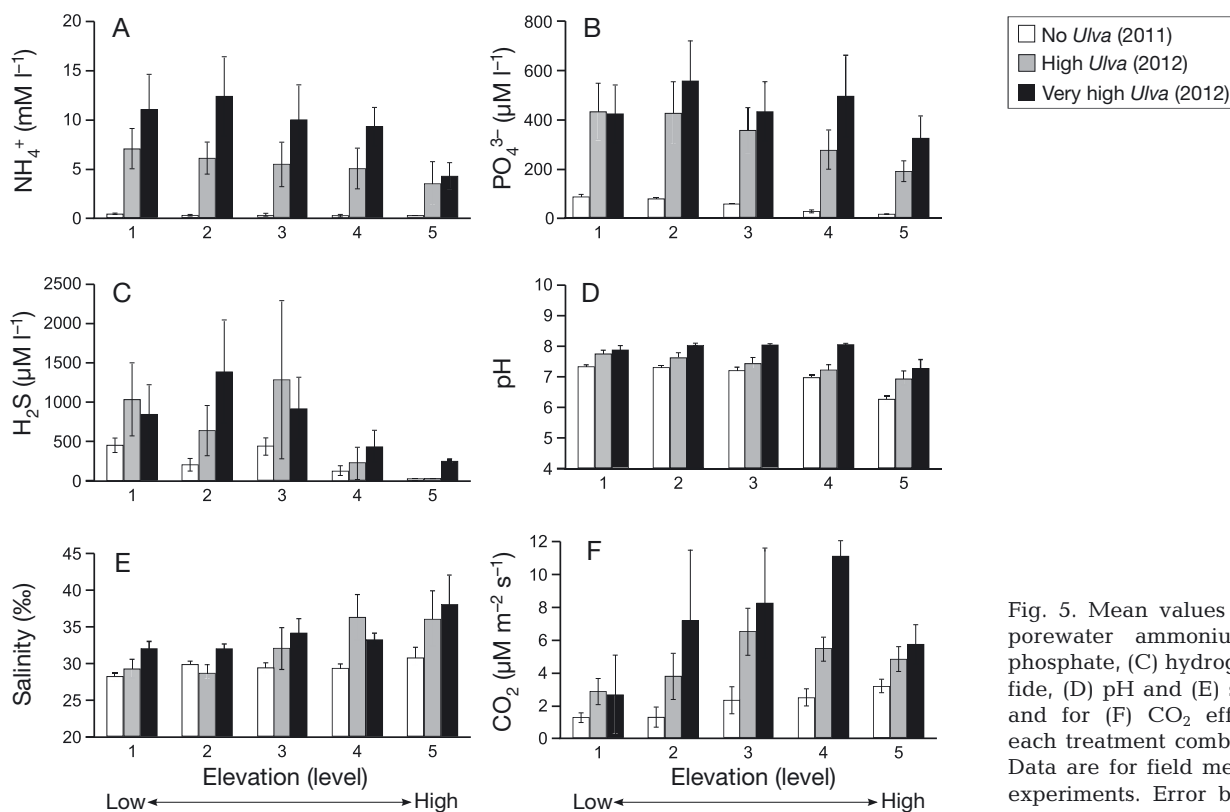 A
NH₄⁺ (mM l⁻¹)
20
15
10
5
0
1 2 3 4 5
B
PO₄³⁻ (µM l⁻¹)
800
600
400
200
0
1 2 3 4 5
No Ulva (2011)
High Ulva (2012)
Very high Ulva (2012)
C
H₂S (µM l⁻¹)
2500
2000
1500
1000
500
0
1 2 3 4 5
D
pH
10
9
8
7
6
5
4
1 2 3 4 5
E
Salinity (‰)
45
40
35
30
25
20
1 2 3 4 5
Elevation (level)
Low High
F
CO₂ (µM m⁻² s⁻¹)
12
10
8
6
4
2
0
1 2 3 4 5
Elevation (level)
Low High
Fig. 5. Mean values
porewater ammoniu
phosphate, (C) hydrog
fide, (D) pH and (E) s
and for (F) CO₂ eff
each treatment comb
Data are for field me
experiments. Error b